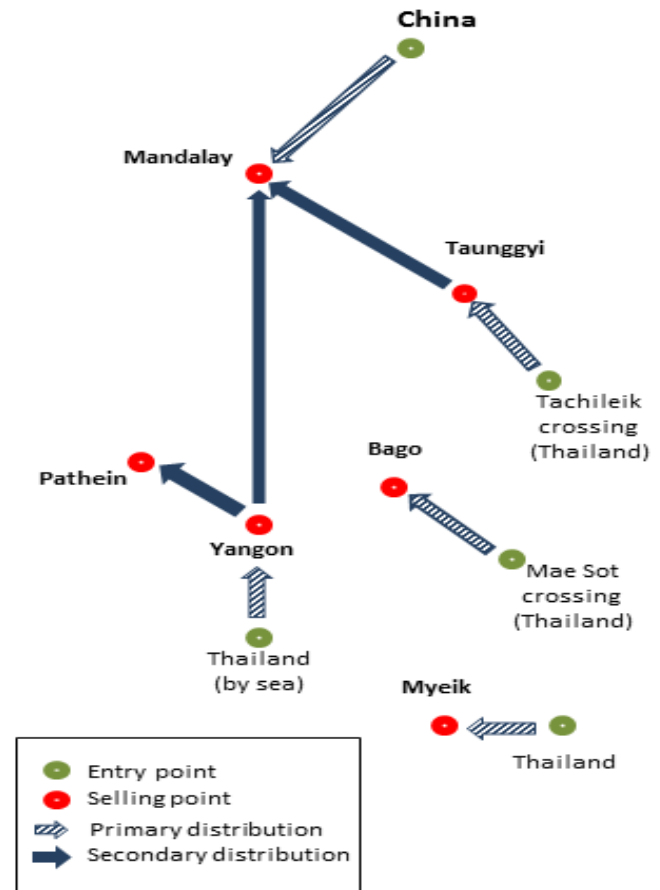 China
Mandalay
Taunggyi
Tachileik
crossing
(Thailand)
Bago
Pathein
Yangon
Mae Sot
crossing
(Thailand)
Thailand
(by sea)
Myeik
Thailand
Entry point
Selling point
Primary distribution
Secondary distribution